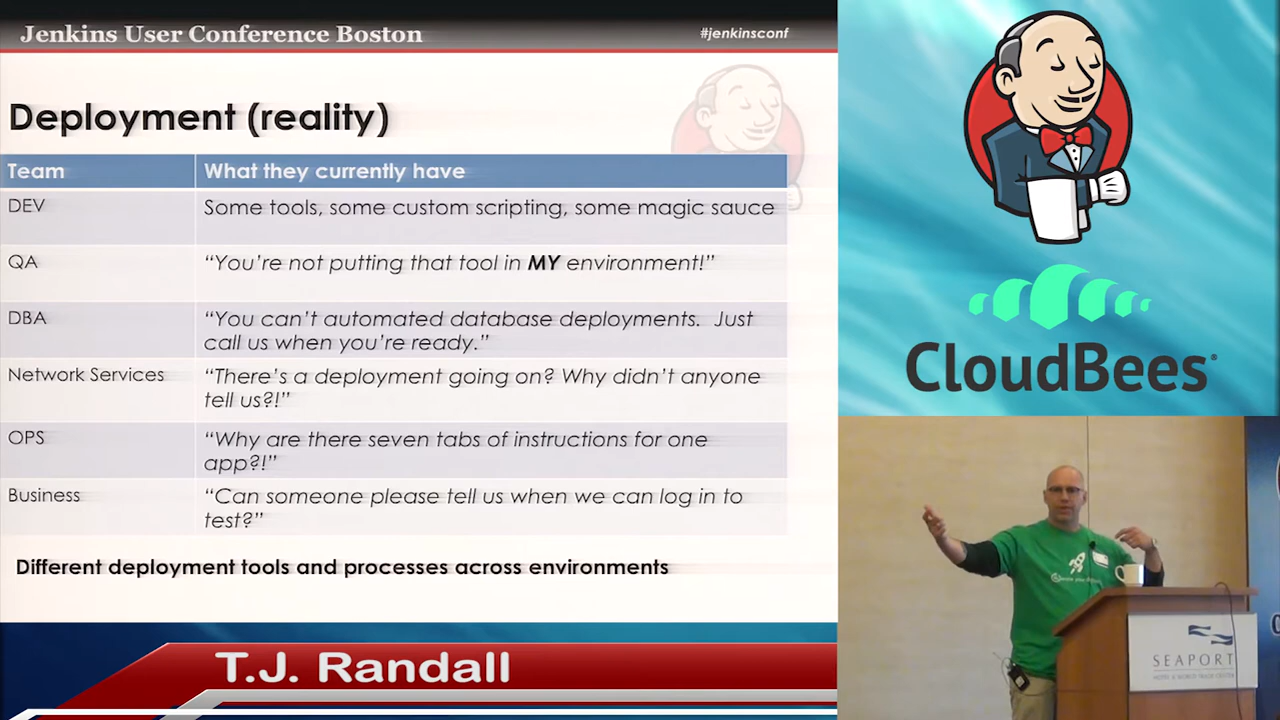 Jenkins User Conference Boston
#jenkinsconf
Deployment (reality)
Team
What they currently have
DEV
Some tools, some custom scripting, some magic sauce
QA
“You’re not putting that tool in MY environment!”
DBA
“You can’t automated database deployments. Just
call us when you’re ready.”
Network Services
“There’s a deployment going on? Why didn’t anyone
tell us?!”
OPS
“Why are there seven tabs of instructions for one
app?!”
Business
“Can someone please tell us when we can log in to
test?”
Different deployment tools and processes across environments
T.J. Randall
CloudBees
SEAPORT
HOTEL & WORLD TRADE CENTER